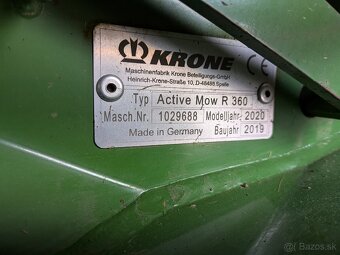 KRONE
Maschinenfabrik Krone Beteiligungs-GmbH
Heinrich-Krone-Straße 10, D-48480 Spelle
CE
Typ Active Mow R 360
Masch.Nr. 1029688 Modelljahr 2020
Made in Germany Baujahr 2019
Bazos.sk